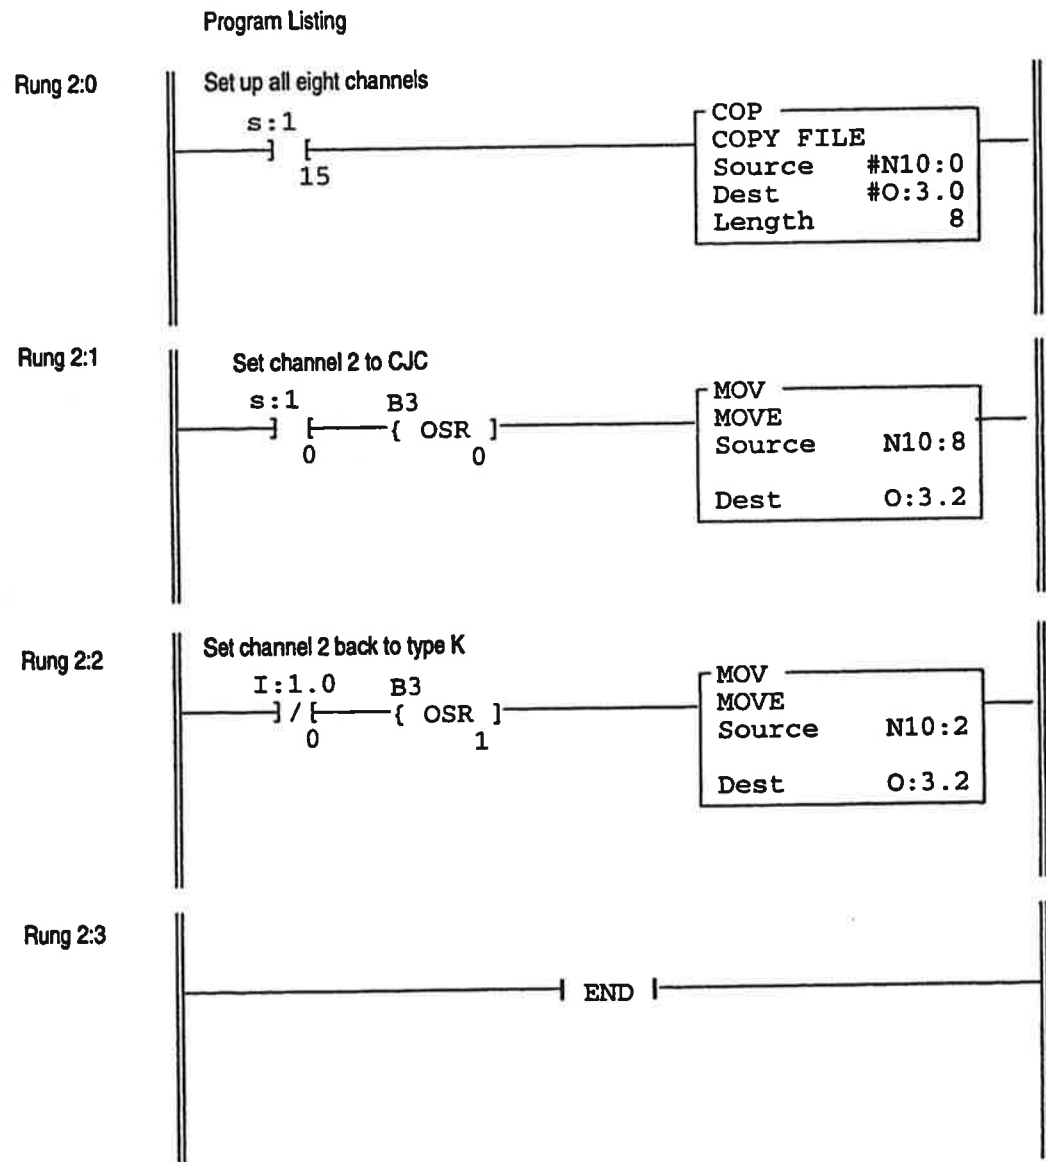 Program Listing
Rung 2:0
Set up all eight channels
s:1
] [
15
COP
COPY FILE
Source #N10:0
Dest #O:3.0
Length 8
Rung 2:1
Set channel 2 to CJC
s:1 B3
] [ ( OSR ]
0 0
MOV
MOVE
Source N10:8
Dest O:3.2
Rung 2:2
Set channel 2 back to type K
I:1.0 B3
]/[ ( OSR ]
0 1
MOV
MOVE
Source N10:2
Dest O:3.2
Rung 2:3
END